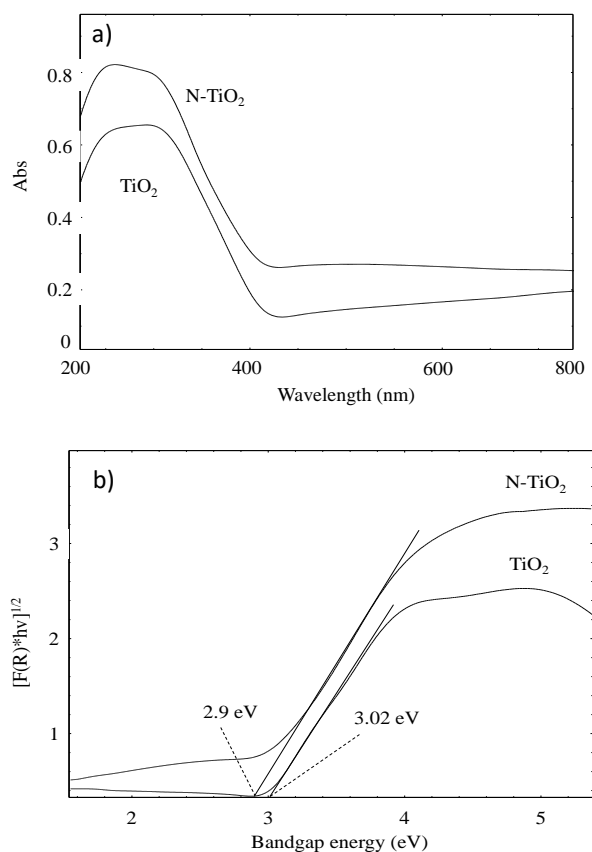 a)
0.8
N-TiO₂
0.6
Abs
TiO₂
0.4
0.2
0
200 400 600 800
Wavelength (nm)
b)
N-TiO₂
3
TiO₂
[F(R)*hν]^1/2
2
2.9 eV 3.02 eV
1
2 3 4 5
Bandgap energy (eV)